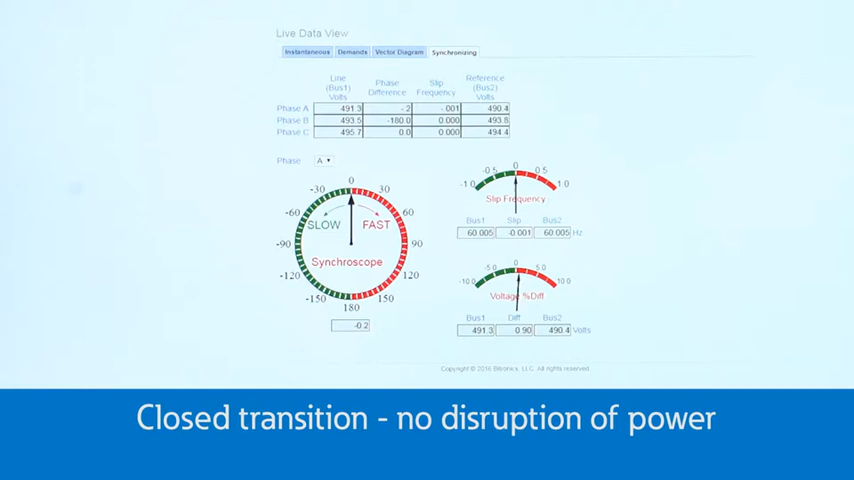 Live Data View
Instantaneous Demands Vector Diagram Synchronizing
Line (Bus1) Volts Phase Difference Slip Frequency Reference (Bus2) Volts
Phase A 491.3 -.2 -.001 490.4
Phase B 493.5 -180.0 0.000 493.8
Phase C 495.7 0.0 0.000 494.4
Phase A
0
-30 30
-60 60
SLOW FAST
-90 90
Synchroscope
-120 120
-150 150
180
-0.2
-1.0 -0.5 0 0.5 1.0
Slip Frequency
Bus1 Slip Bus2
60.005 -0.001 60.005 Hz
-10.0 -5.0 0 5.0 10.0
Voltage %Diff
Bus1 Diff Bus2
491.3 0.90 490.4 Volts
Copyright © 2016 Bitronics, LLC. All rights reserved.
Closed transition - no disruption of power